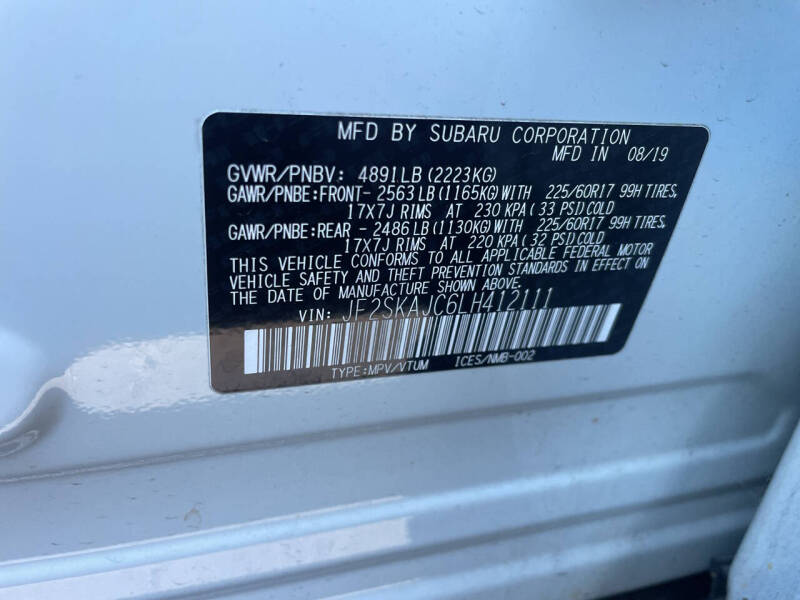 MFD BY SUBARU CORPORATION
MFD IN 08/19
GVWR/PNBV: 4891LB (2223KG)
GAWR/PNBE:FRONT- 2563LB (1165KG) WITH 225/60R17 99H TIRES,
17X7J RIMS AT 230 KPA (33 PSI) COLD
GAWR/PNBE:REAR - 2486LB (1130KG) WITH 225/60R17 99H TIRES,
17X7J RIMS AT 220 KPA (32 PSI) COLD
THIS VEHICLE CONFORMS TO ALL APPLICABLE FEDERAL MOTOR
VEHICLE SAFETY AND THEFT PREVENTION STANDARDS IN EFFECT ON
THE DATE OF MANUFACTURE SHOWN ABOVE.
VIN: JF2SKAJC6LH412111
TYPE:MPV/VTUM ICES/NMB-002